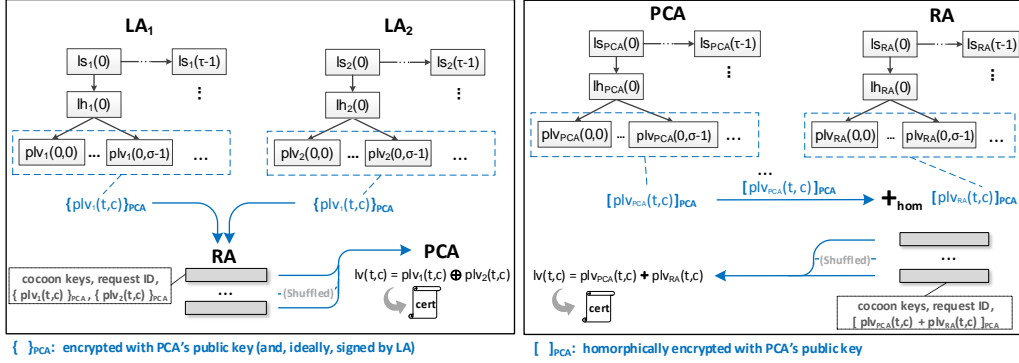 LA1
LA2
ls1(0)
ls1(τ-1)
lh1(0)
plv1(0,0)
...
plv1(0,σ-1)
...
ls2(0)
ls2(τ-1)
lh2(0)
plv2(0,0)
...
plv2(0,σ-1)
...
{plv1(t,c)}PCA
{plv1(t,c)}PCA
RA
PCA
cocoon keys, request ID,
{ plv1(t,c) }PCA, { plv2(t,c) }PCA
...
(Shuffled)
lv(t,c) = plv1(t,c) ⊕ plv2(t,c)
cert
{ }PCA: encrypted with PCA's public key (and, ideally, signed by LA)
PCA
RA
lsPCA(0)
lsPCA(τ-1)
lhPCA(0)
plvPCA(0,0)
...
plvPCA(0,σ-1)
...
lsRA(0)
lsRA(τ-1)
lhRA(0)
plvRA(0,0)
...
plvRA(0,σ-1)
...
[plvPCA(t,c)]PCA
...
[plvPCA(t, c)]PCA
+hom
[plvRA(t,c)]PCA
lv(t,c) = plvPCA(t,c) + plvRA(t,c)
(Shuffled)
...
cert
cocoon keys, request ID,
[ plvPCA(t,c) + plvRA(t,c) ]PCA
[ ]PCA: homorphically encrypted with PCA's public key